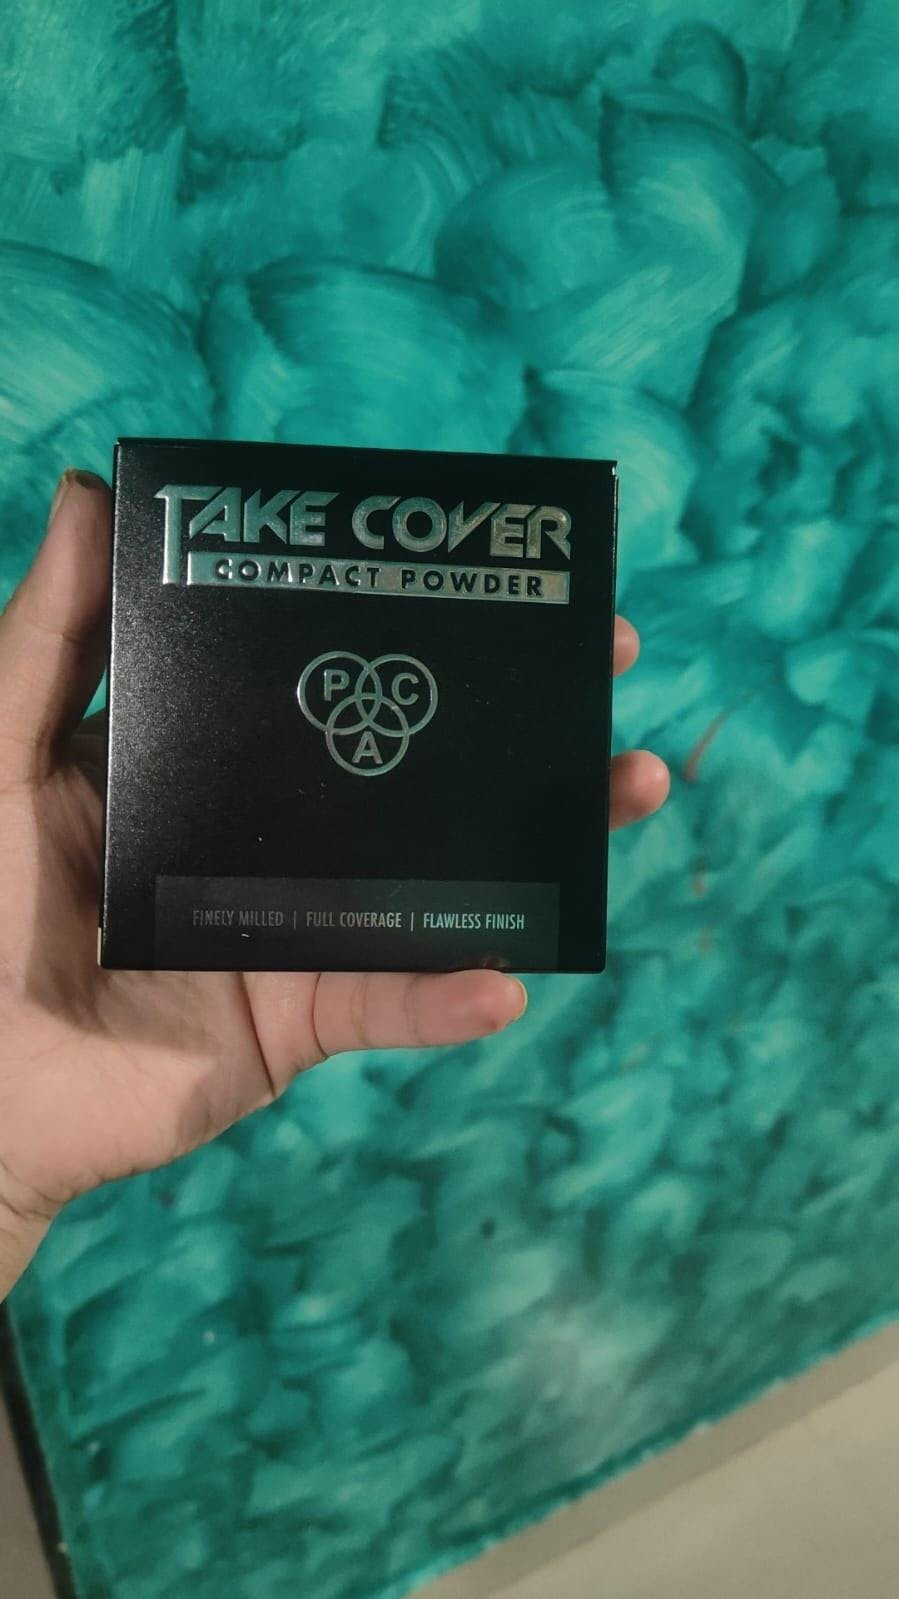 TAKE COVER
COMPACT POWDER
P C
A
FINELY MILLED | FULL COVERAGE | FLAWLESS FINISH